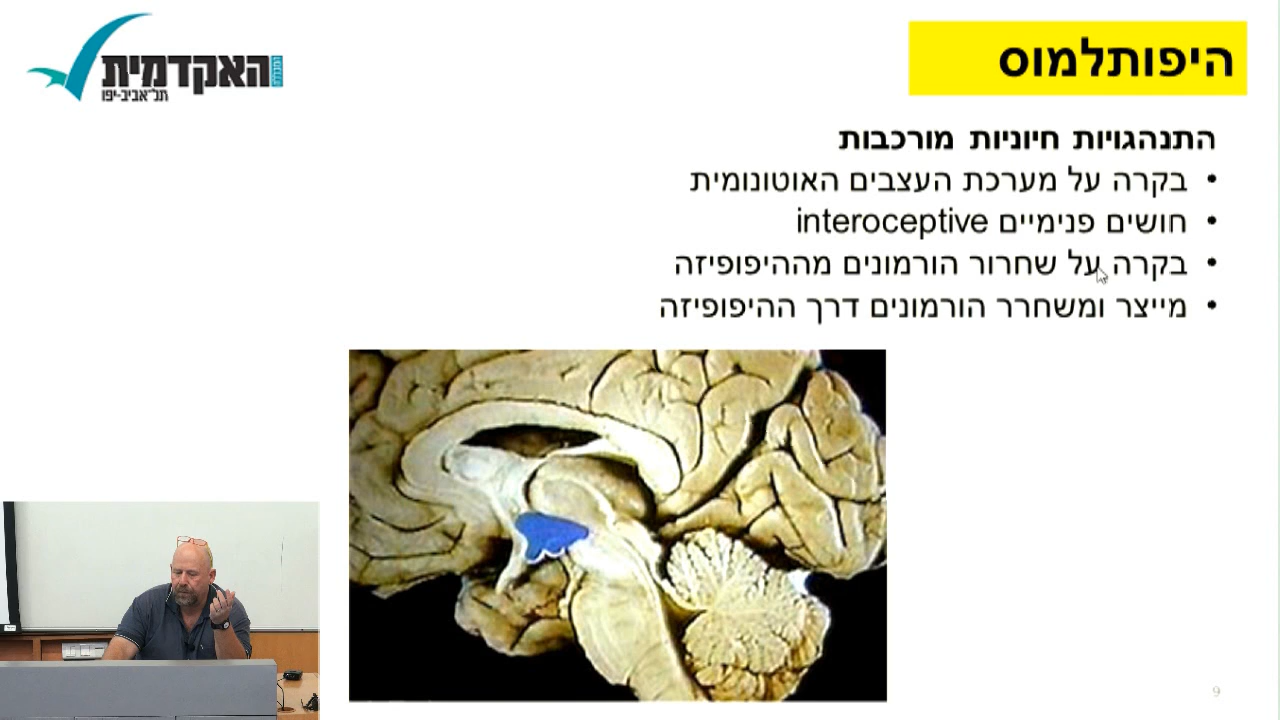 היפותלמוס
האקדמית
תל־אביב-יפו
התנהגויות חיוניות מורכבות
• בקרה על מערכת העצבים האוטונומית
• חושים פנימיים interoceptive
• בקרה על שחרור הורמונים מההיפופיזה
• מייצר ומשחרר הורמונים דרך ההיפופיזה
9